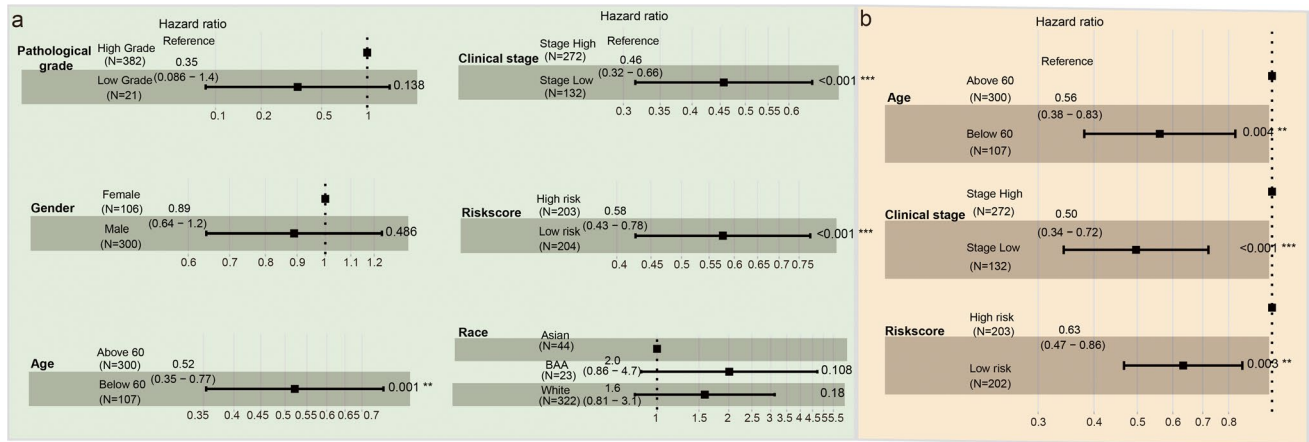 a
Hazard ratio
Pathological
grade
High Grade
(N=382)
Reference
Low Grade
(N=21)
0.35
(0.086 – 1.4)
0.138
0.1 0.2 0.5 1
Gender
Female
(N=106)
Male
(N=300)
0.89
(0.64 – 1.2)
0.486
0.6 0.7 0.8 0.9 1 1.1 1.2
Age
Above 60
(N=300)
Below 60
(N=107)
0.52
(0.35 – 0.77)
0.001 **
0.35 0.4 0.45 0.5 0.55 0.6 0.65 0.7
Hazard ratio
Clinical stage
Stage High
(N=272)
Reference
Stage Low
(N=132)
0.46
(0.32 – 0.66)
<0.001 ***
0.3 0.35 0.4 0.45 0.5 0.55 0.6
Riskscore
High risk
(N=203)
Low risk
(N=204)
0.58
(0.43 – 0.78)
<0.001 ***
0.4 0.45 0.5 0.55 0.6 0.65 0.7 0.75
Race
Asian
(N=44)
BAA
(N=23)
2.0
(0.86 – 4.7)
0.108
White
(N=322)
1.6
(0.81 – 3.1)
0.18
1 1.5 2 2.5 3 3.5 4 4.5 5 5.5
b
Hazard ratio
Reference
Age
Above 60
(N=300)
Below 60
(N=107)
0.56
(0.38 – 0.83)
0.004 **
Clinical stage
Stage High
(N=272)
Stage Low
(N=132)
0.50
(0.34 – 0.72)
<0.001 ***
Riskscore
High risk
(N=203)
Low risk
(N=202)
0.63
(0.47 – 0.86)
0.003 **
0.3 0.4 0.5 0.6 0.7 0.8